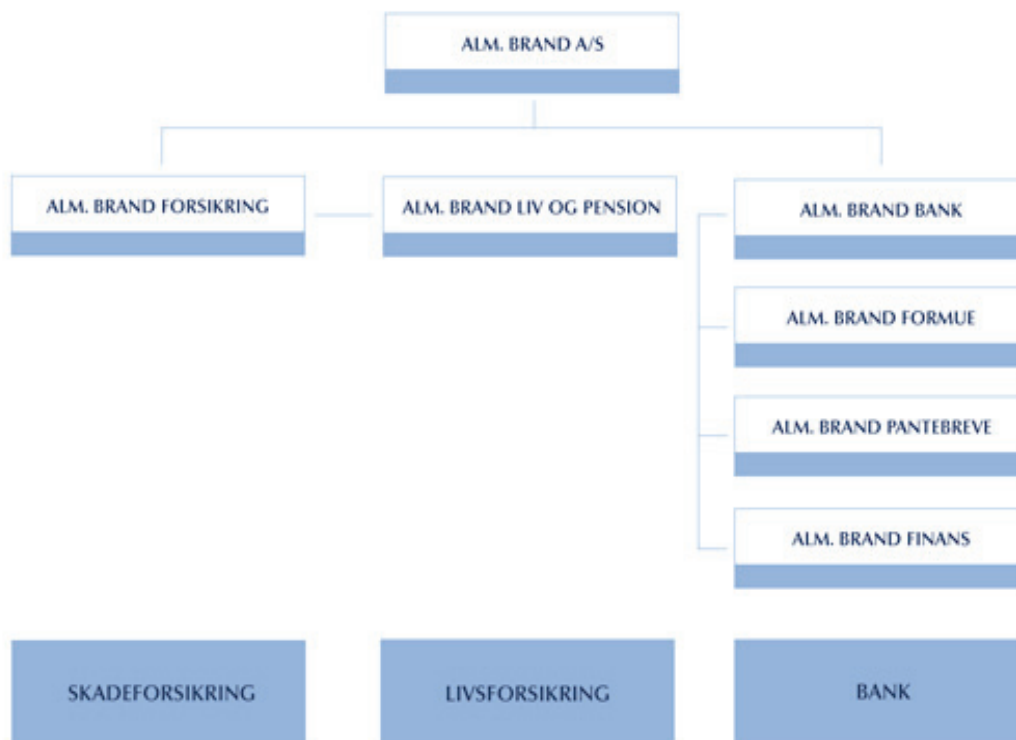 ALM. BRAND A/S
ALM. BRAND FORSIKRING
ALM. BRAND LIV OG PENSION
ALM. BRAND BANK
ALM. BRAND FORMUE
ALM. BRAND PANTEBREVE
ALM. BRAND FINANS
SKADEFORSIKRING
LIVSFORSIKRING
BANK